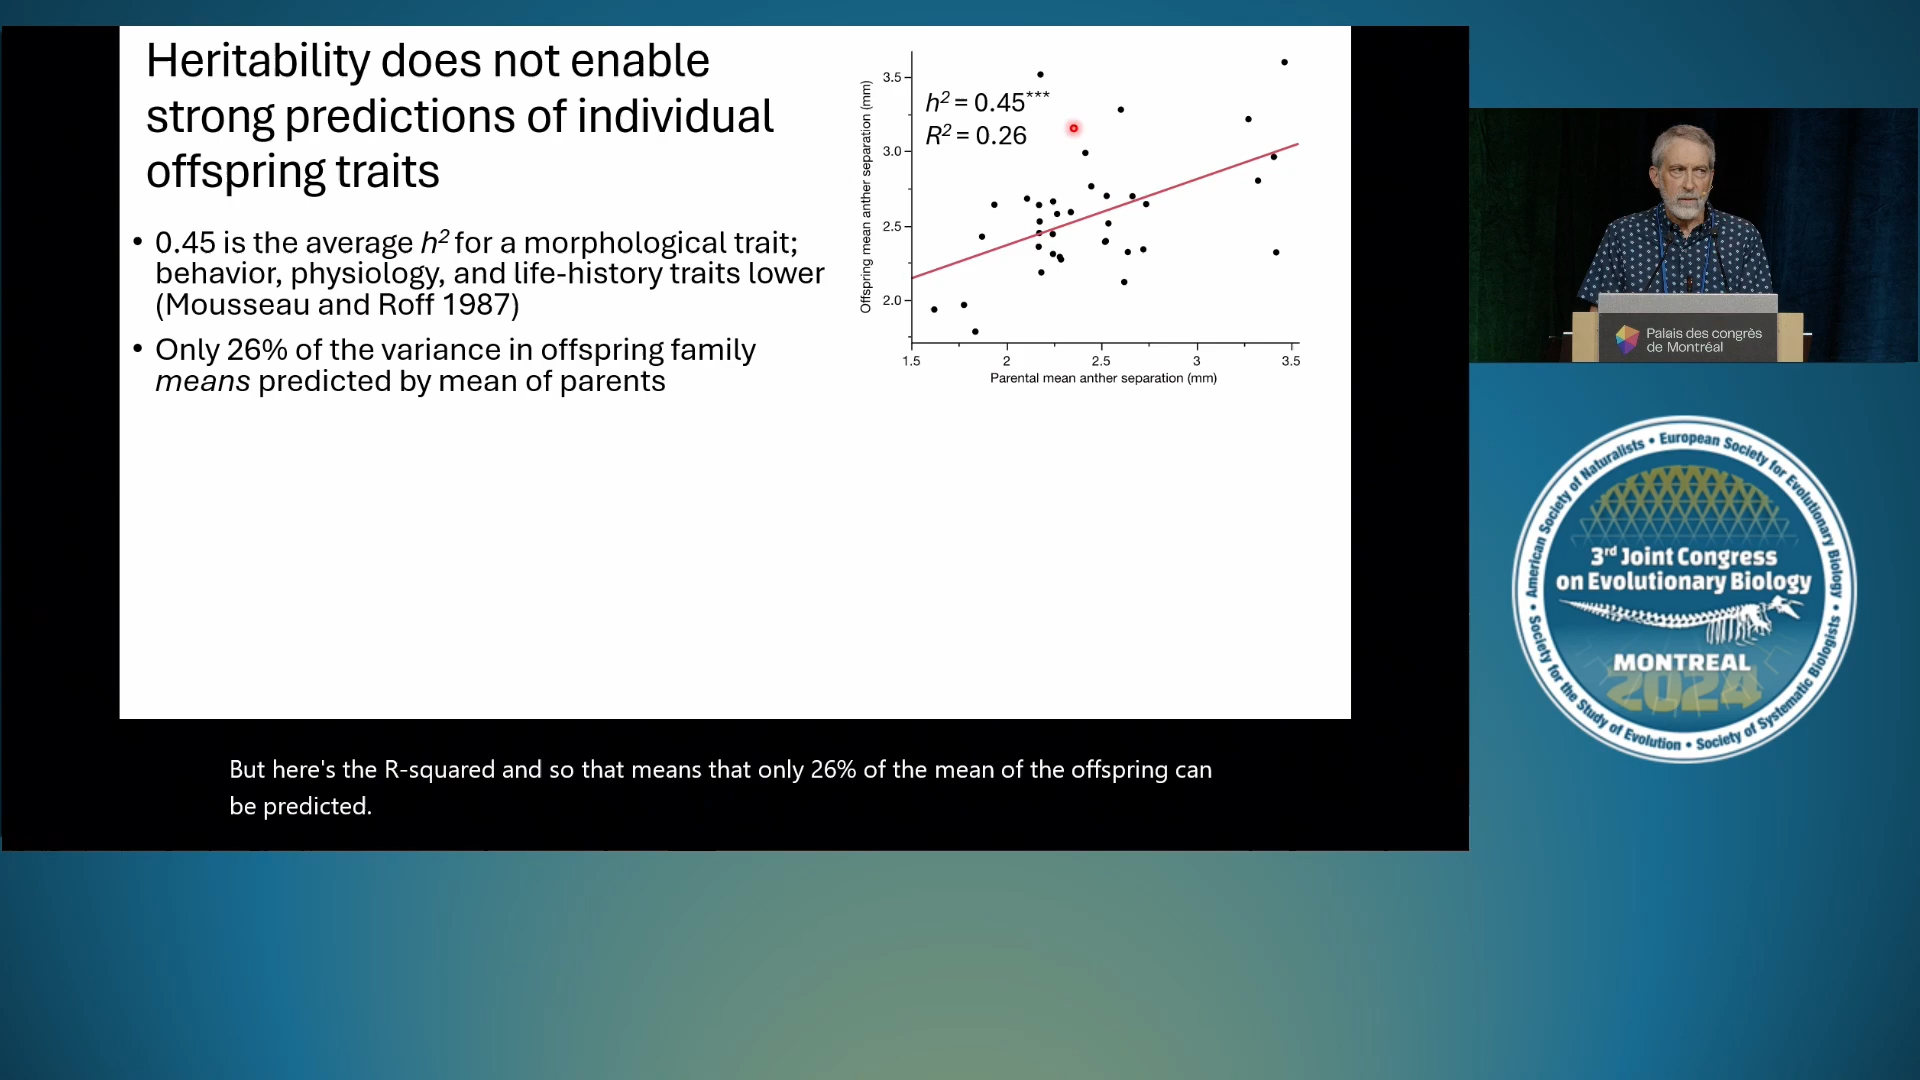 Heritability does not enable
strong predictions of individual
offspring traits
• 0.45 is the average h² for a morphological trait;
behavior, physiology, and life-history traits lower
(Mousseau and Roff 1987)
• Only 26% of the variance in offspring family
means predicted by mean of parents
h² = 0.45***
R² = 0.26
Offspring mean anther separation (mm)
3.5
3.0
2.5
2.0
1.5
2
2.5
3
3.5
Parental mean anther separation (mm)
But here's the R-squared and so that means that only 26% of the mean of the offspring can
be predicted.
Palais des congrès
de Montréal
American Society of Naturalists • European Society for Evolutionary Biology •
Society for the Study of Evolution • Society of Systematic Biologists •
3rd Joint Congress
on Evolutionary Biology
MONTREAL
2024